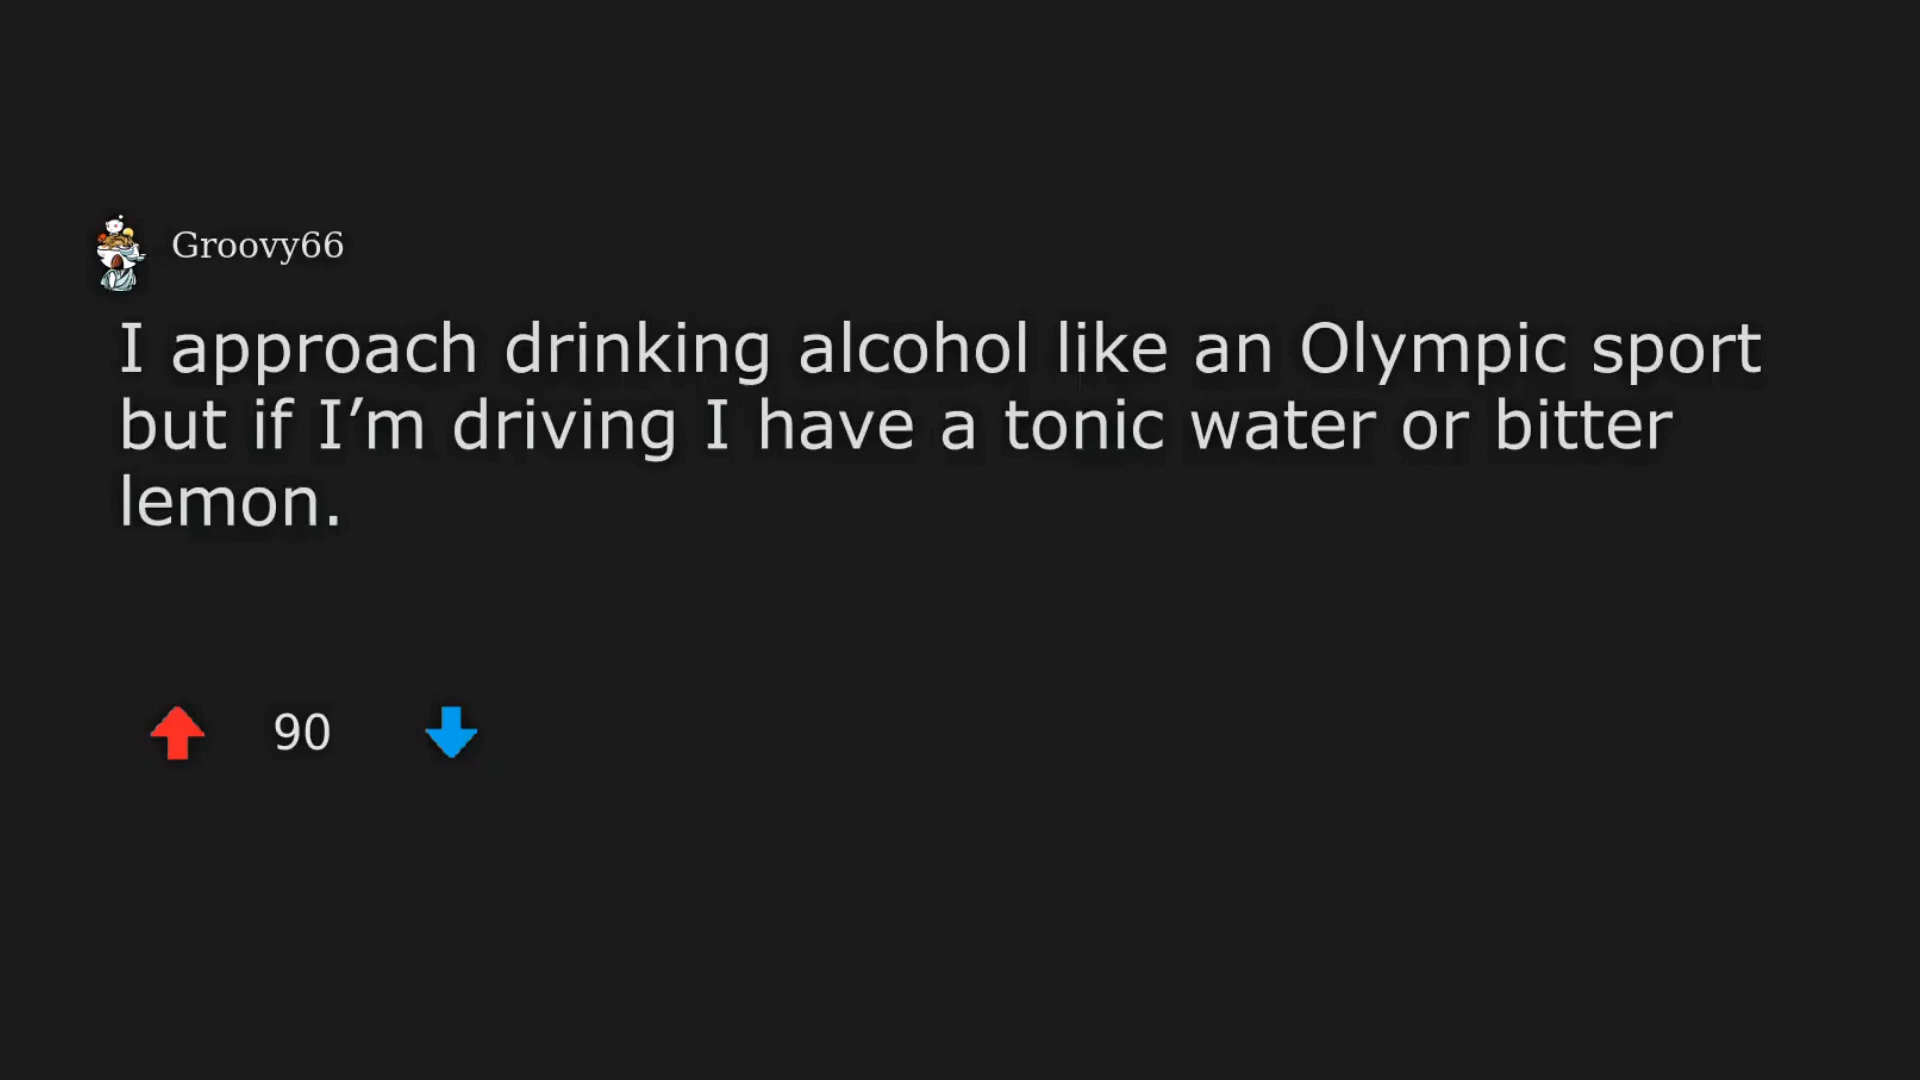 Groovy66
I approach drinking alcohol like an Olympic sport
but if I’m driving I have a tonic water or bitter
lemon.
90